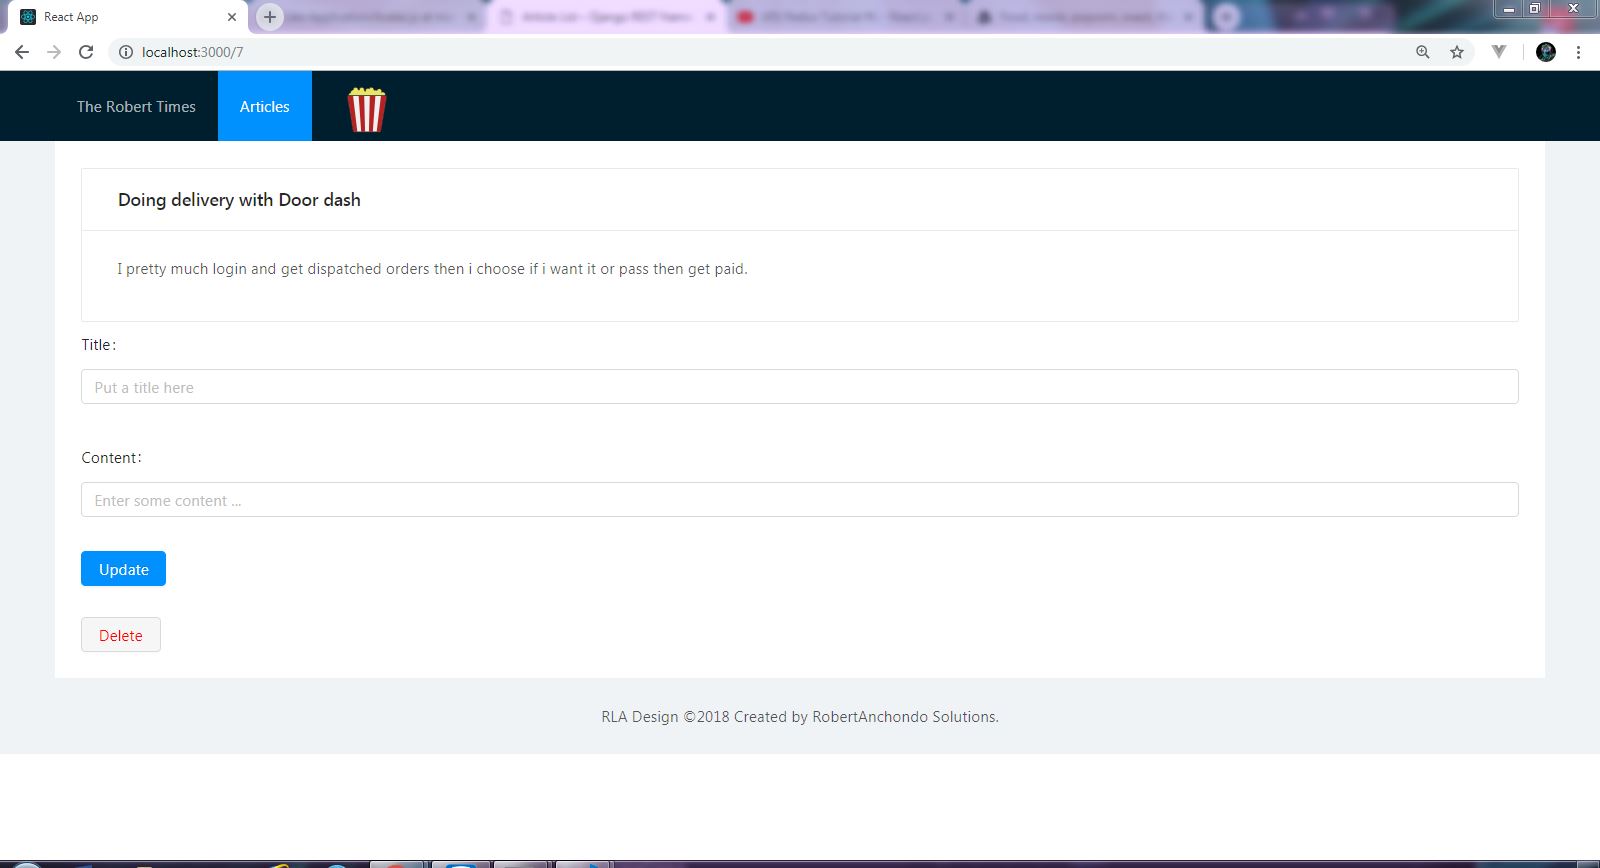 React App
localhost:3000/7
The Robert Times
Articles
Doing delivery with Door dash
I pretty much login and get dispatched orders then i choose if i want it or pass then get paid.
Title:
Put a title here
Content:
Enter some content ...
Update
Delete
RLA Design ©2018 Created by RobertAnchondo Solutions.